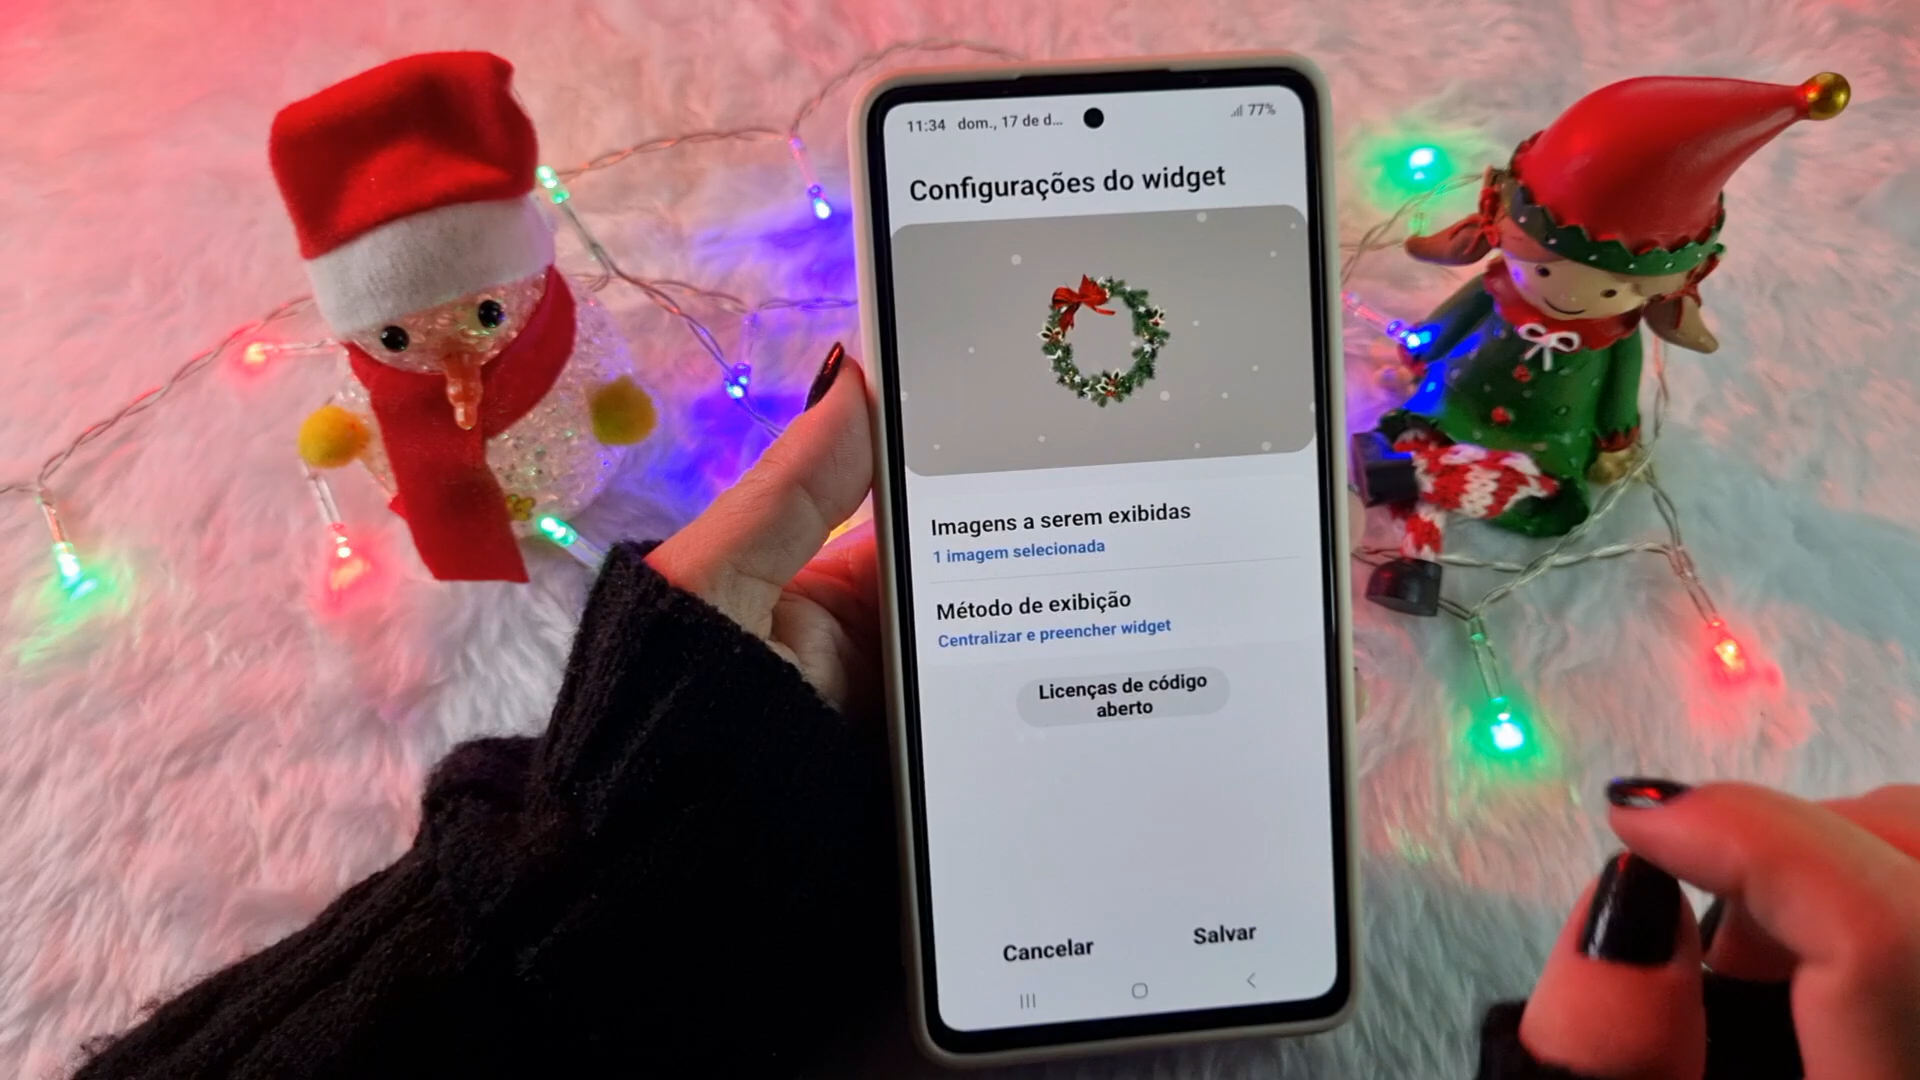 11:34 dom., 17 de d... 77%
Configurações do widget
Imagens a serem exibidas
1 imagem selecionada
Método de exibição
Centralizar e preencher widget
Licenças de código
aberto
Cancelar Salvar